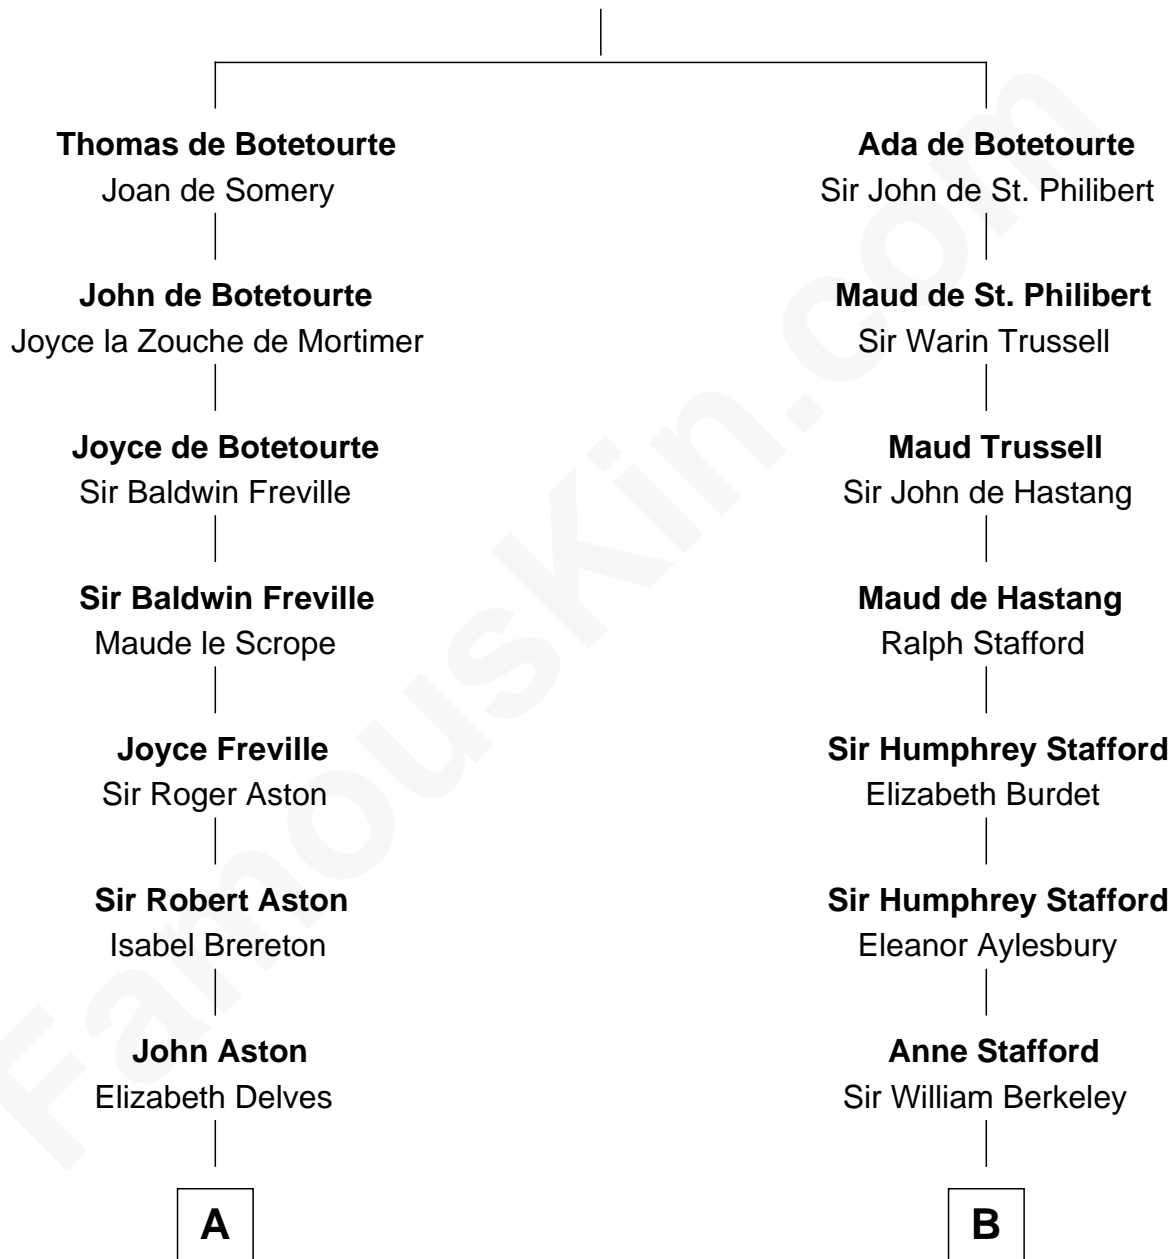 Thomas de Botetourte
Joan de Somery
John de Botetourte
Joyce la Zouche de Mortimer
Joyce de Botetourte
Sir Baldwin Freville
Sir Baldwin Freville
Maude le Scrope
Joyce Freville
Sir Roger Aston
Sir Robert Aston
Isabel Brereton
John Aston
Elizabeth Delves
A
Ada de Botetourte
Sir John de St. Philibert
Maud de St. Philibert
Sir Warin Trussell
Maud Trussell
Sir John de Hastang
Maud de Hastang
Ralph Stafford
Sir Humphrey Stafford
Elizabeth Burdet
Sir Humphrey Stafford
Eleanor Aylesbury
Anne Stafford
Sir William Berkeley
B
FamousKin.com